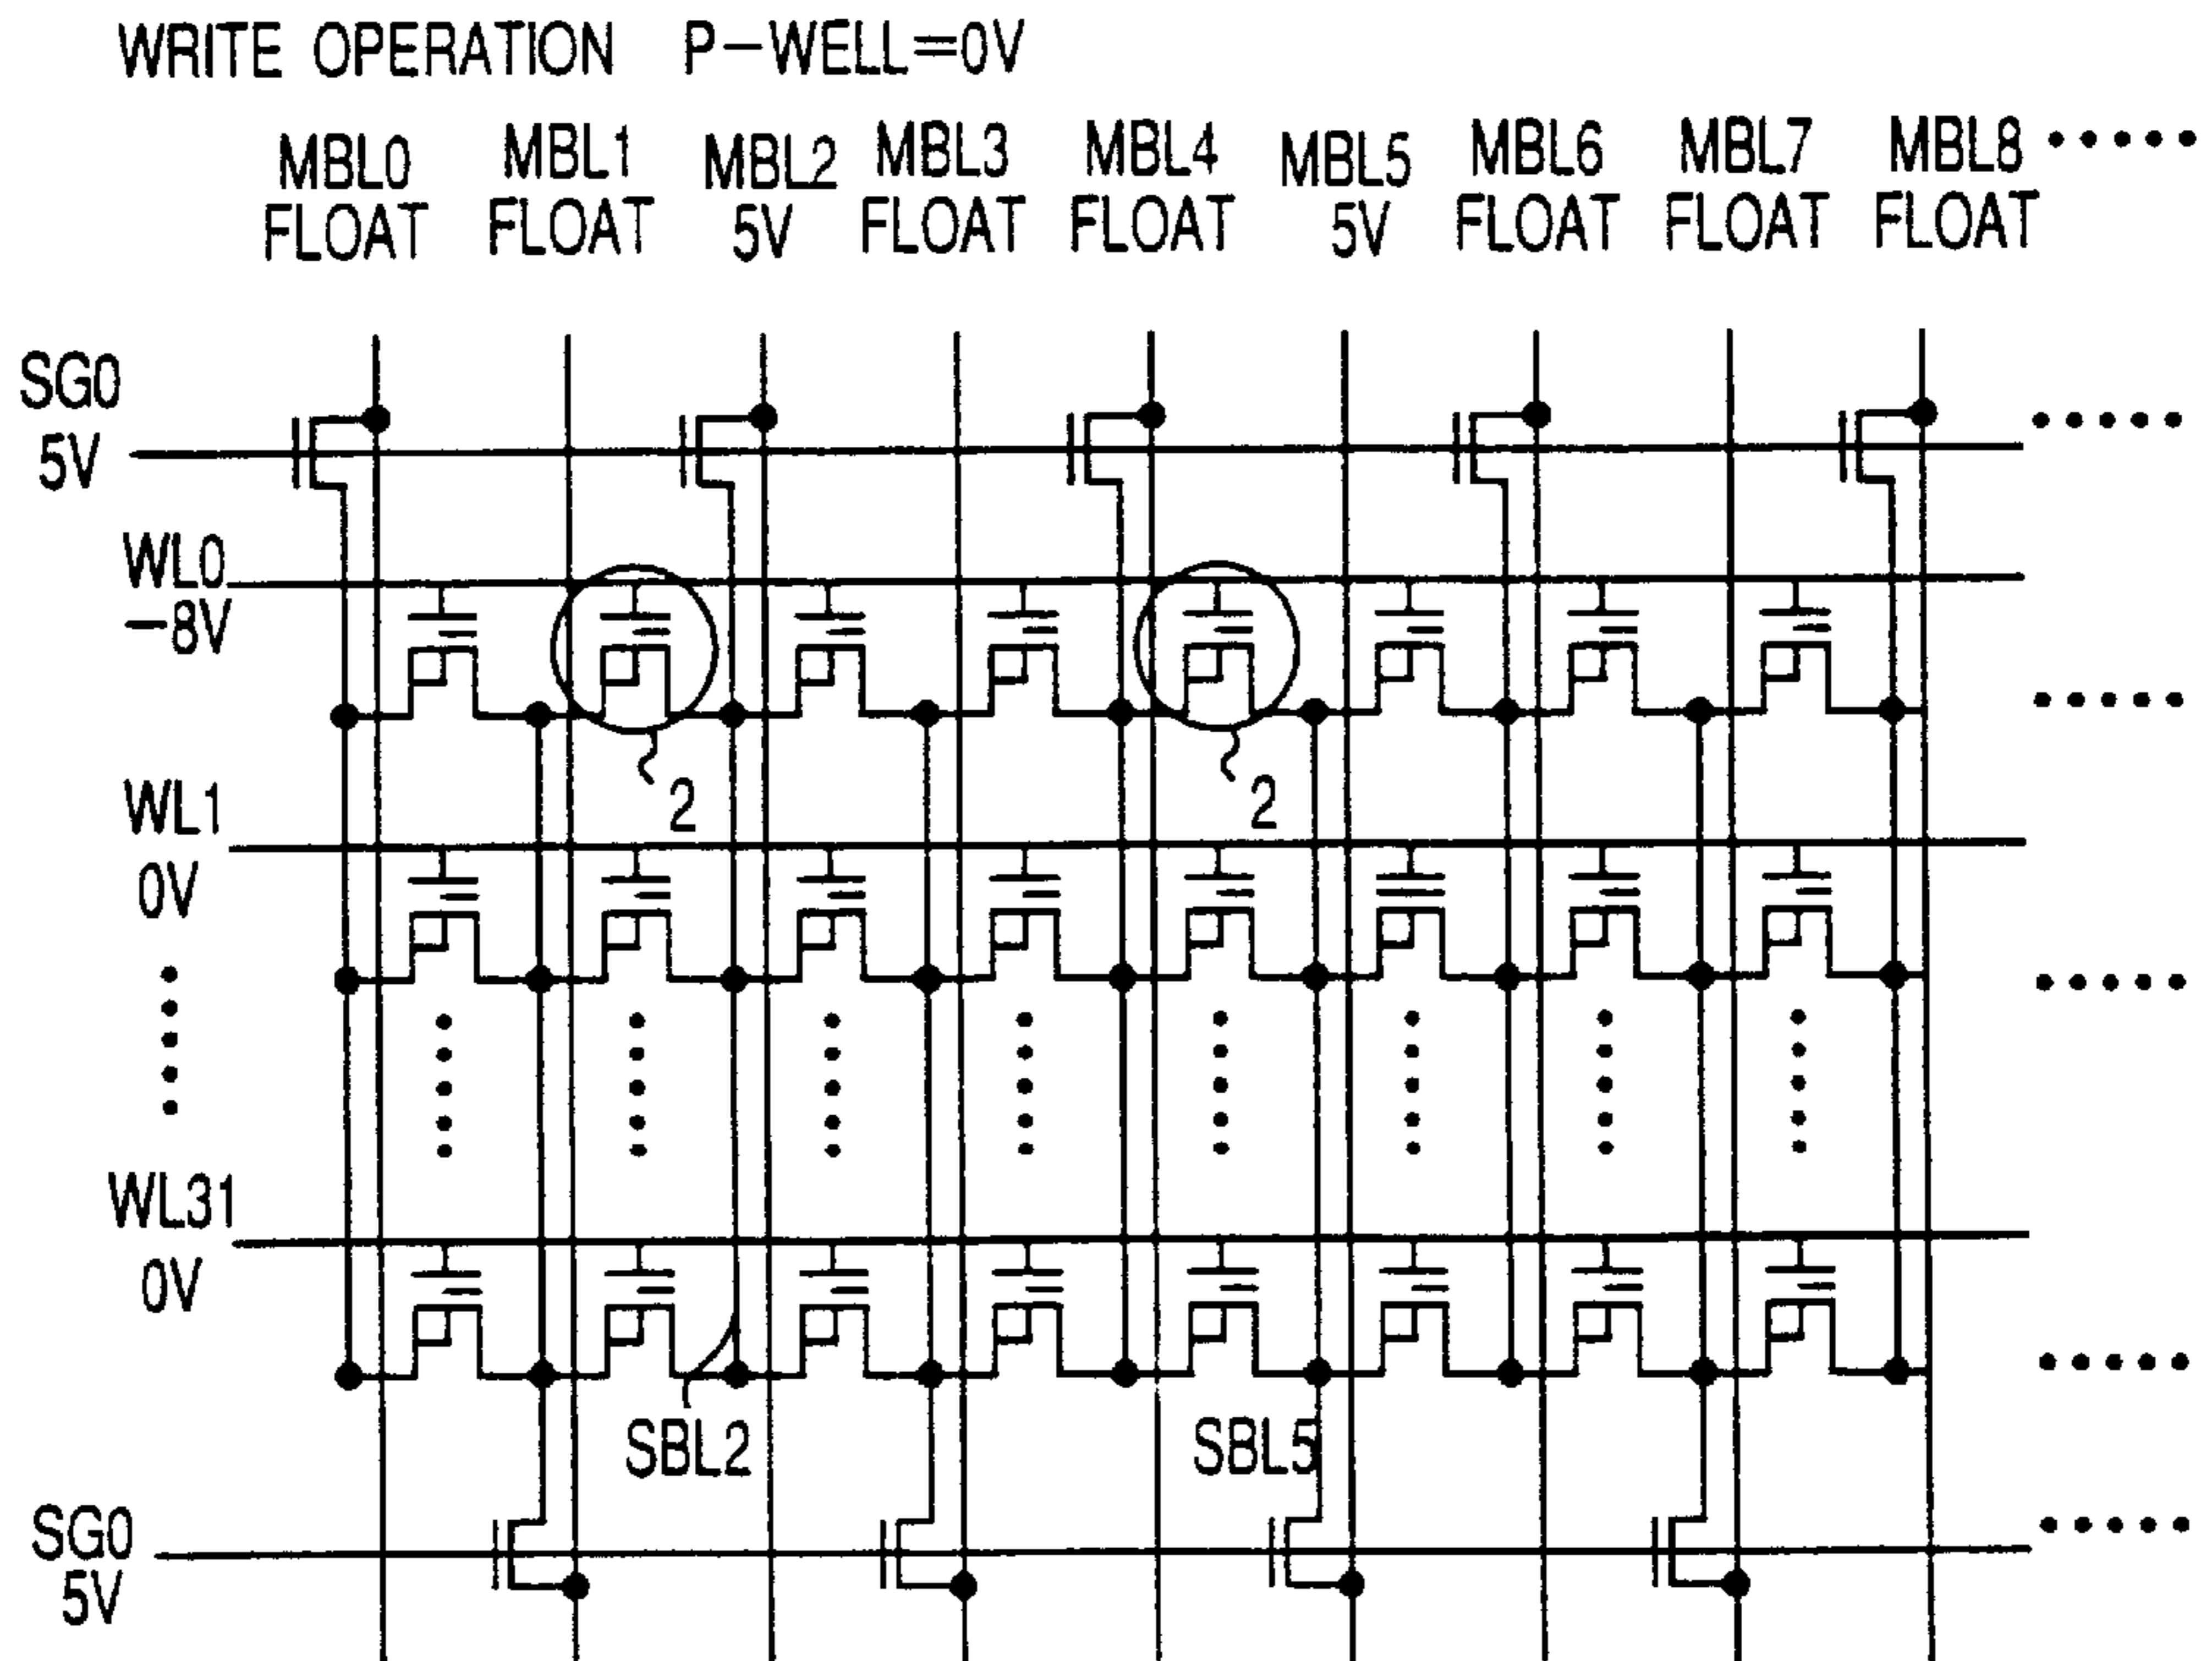 WRITE OPERATION P-WELL=0V
MBL0 MBL1 MBL2 MBL3 MBL4 MBL5 MBL6 MBL7 MBL8 •••••
FLOAT FLOAT 5V FLOAT FLOAT 5V FLOAT FLOAT FLOAT
SG0
5V
WL0
-8V
2 2
WL1
0V
WL31
0V
SBL2 SBL5
SG0
5V